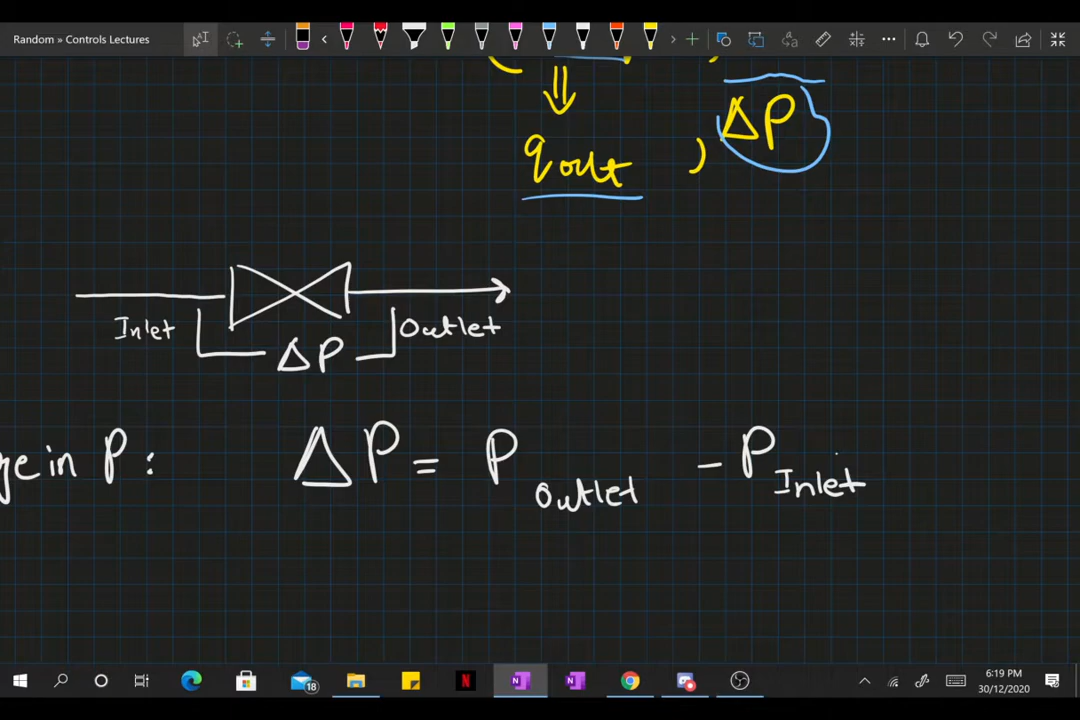 Random » Controls Lectures
ΔP
qout ,
Inlet
Outlet
ΔP
ge in P: ΔP = P Outlet - P Inlet
18
6:19 PM
30/12/2020